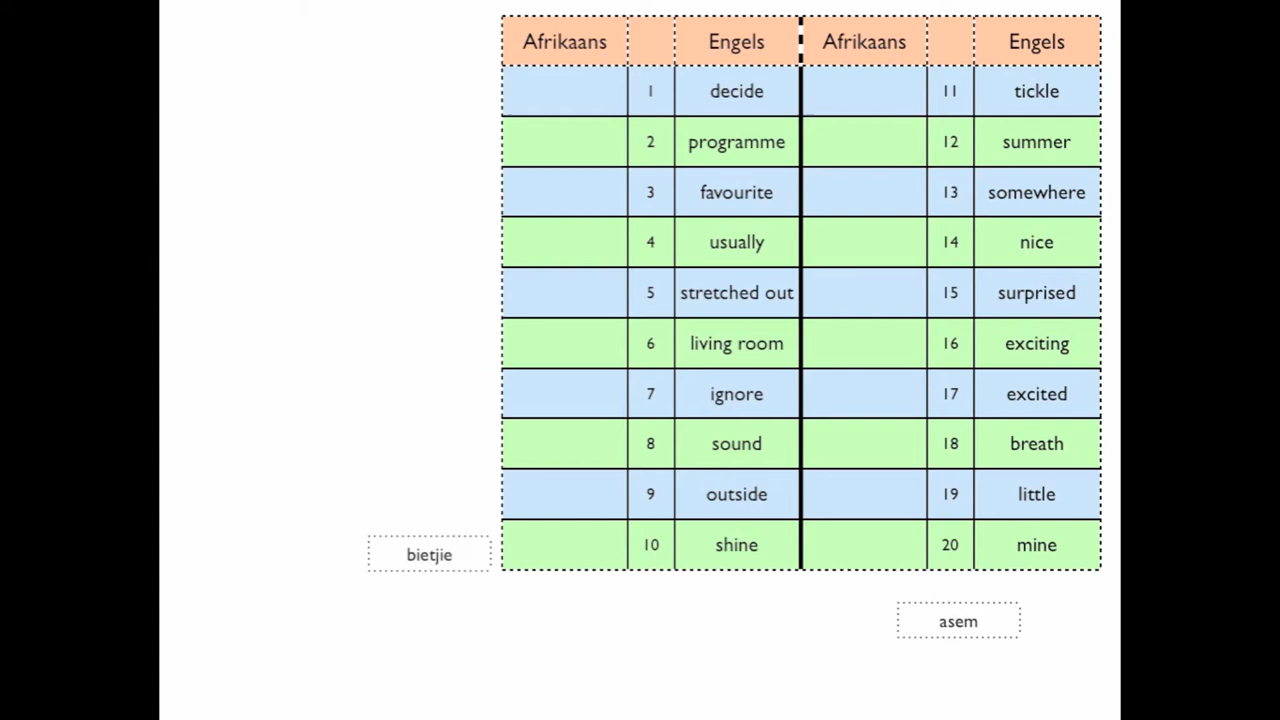 Afrikaans Engels Afrikaans Engels
1 decide 11 tickle
2 programme 12 summer
3 favourite 13 somewhere
4 usually 14 nice
5 stretched out 15 surprised
6 living room 16 exciting
7 ignore 17 excited
8 sound 18 breath
9 outside 19 little
10 shine 20 mine
bietjie
asem